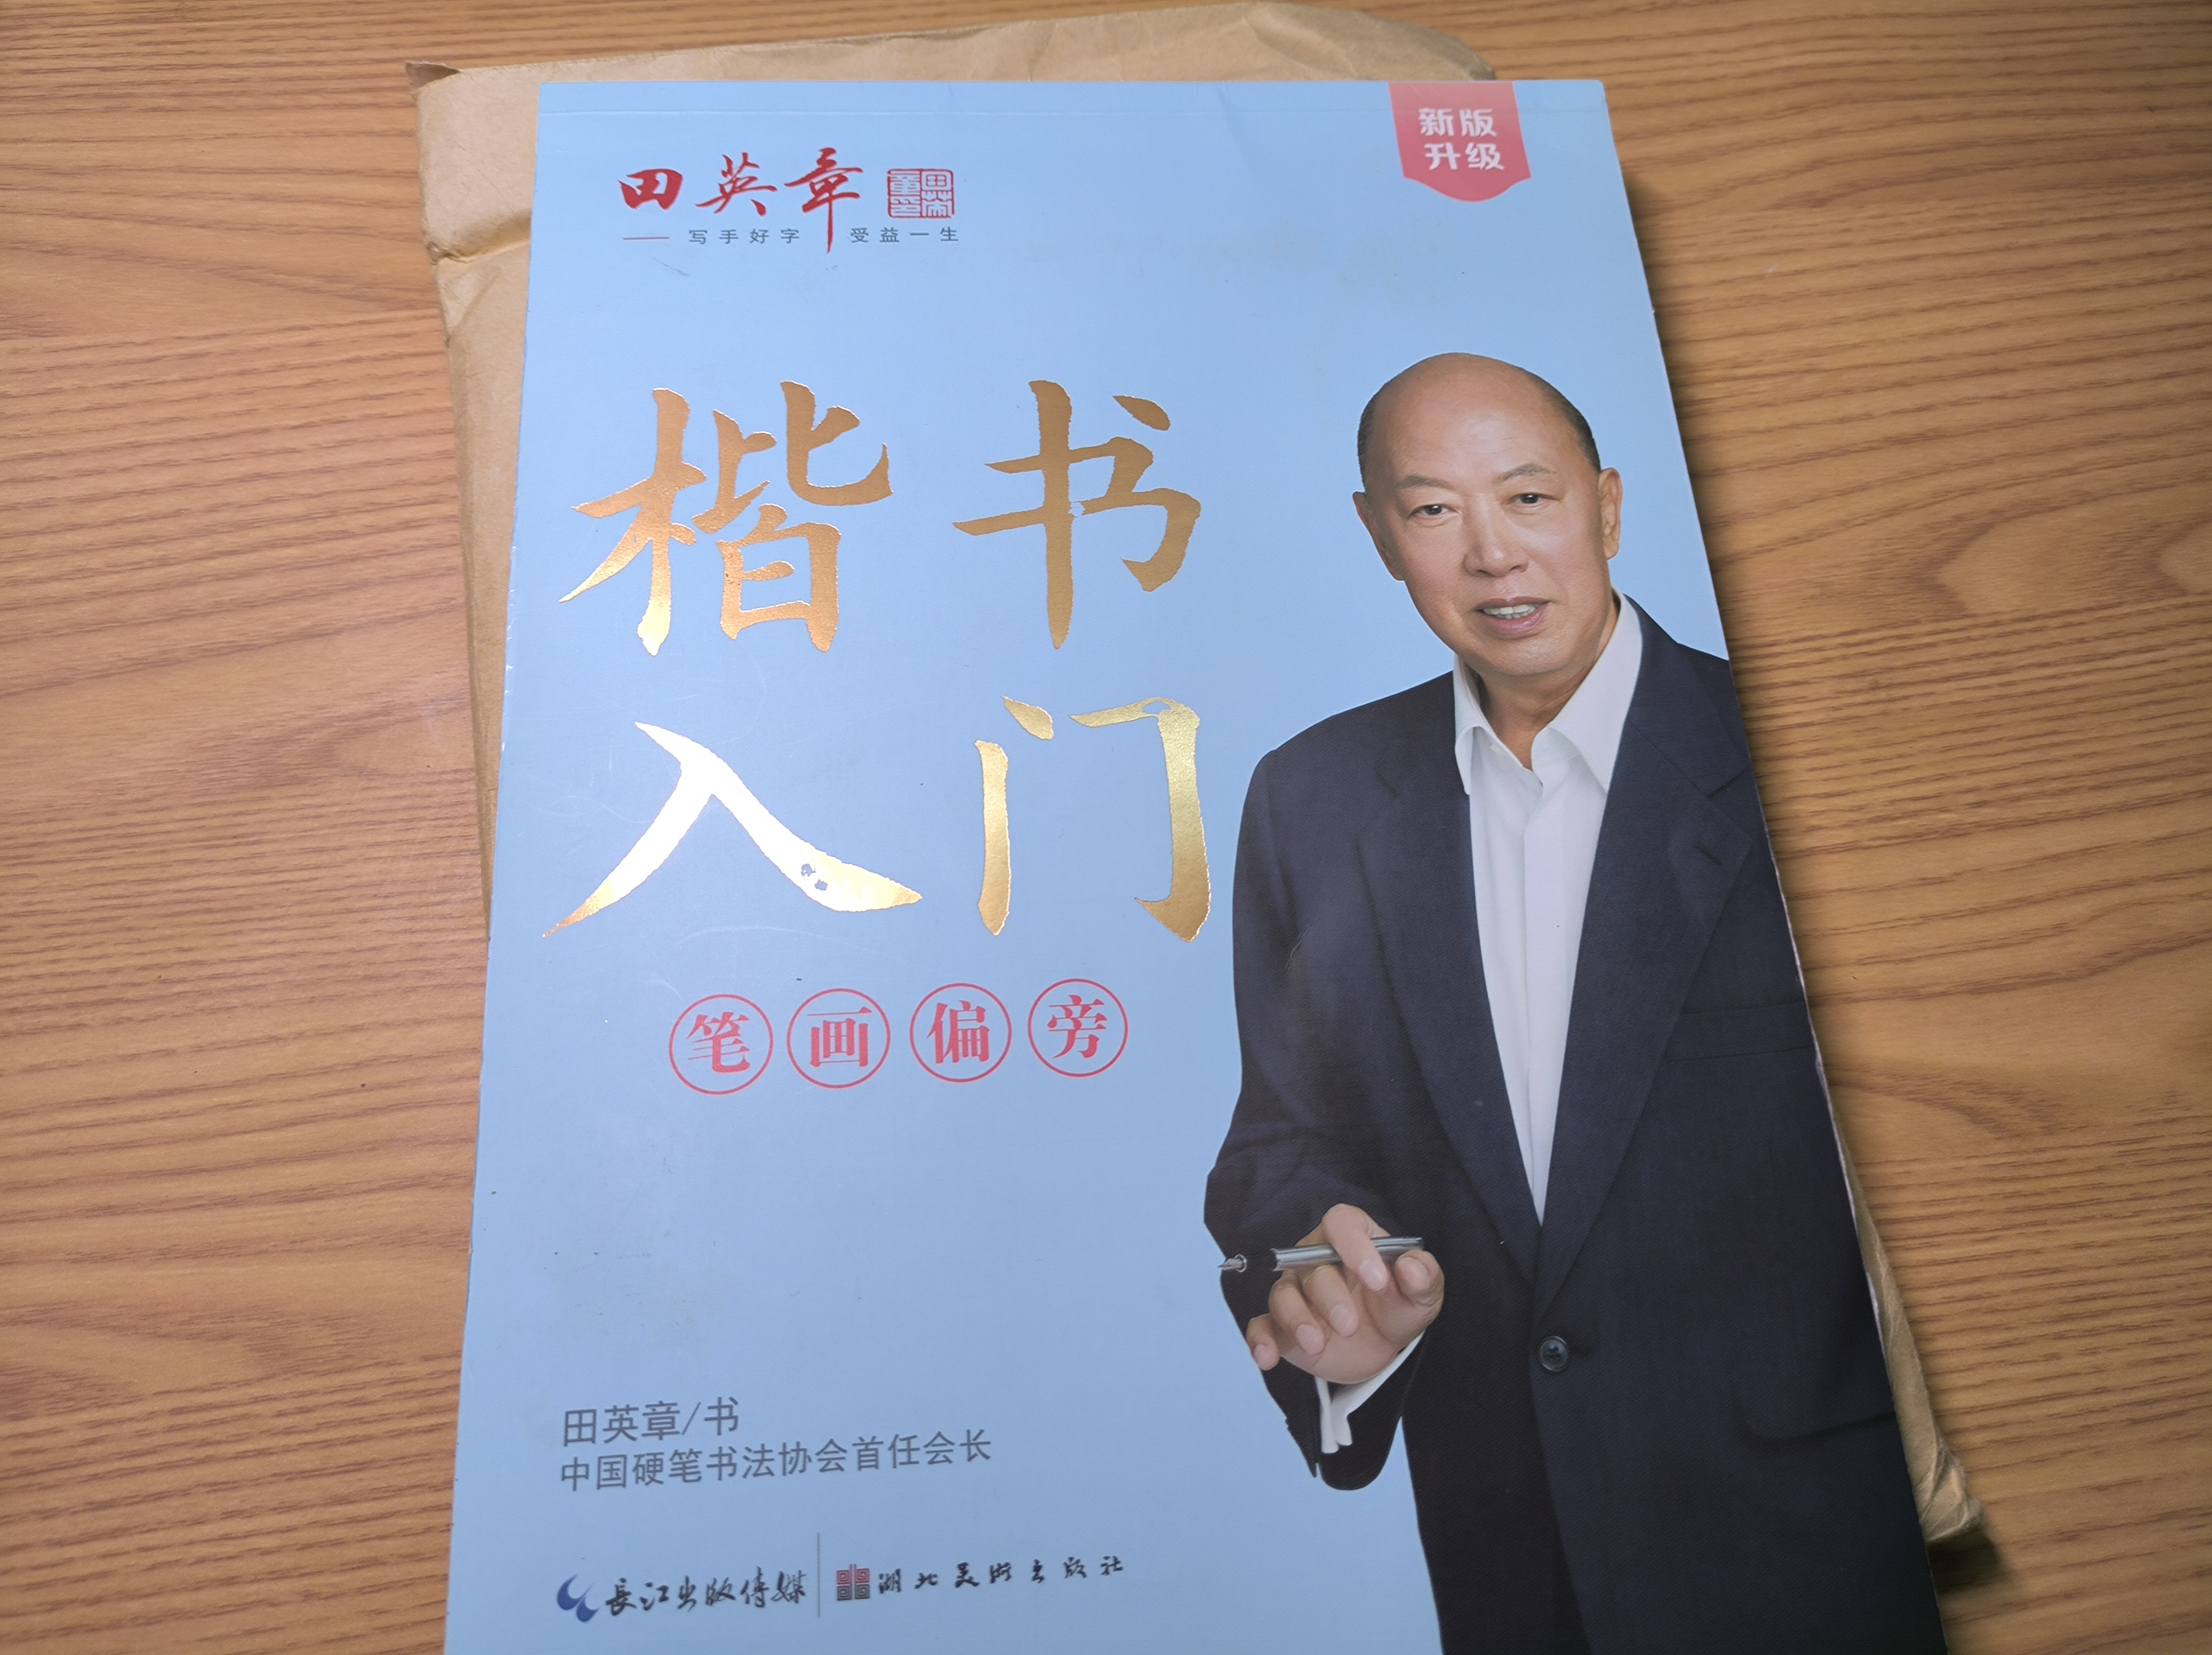 新版
升级
田英章
写手好字 受益一生
楷书
入门
笔画偏旁
田英章/书
中国硬笔书法协会首任会长
長江出版传媒
湖北美术出版社